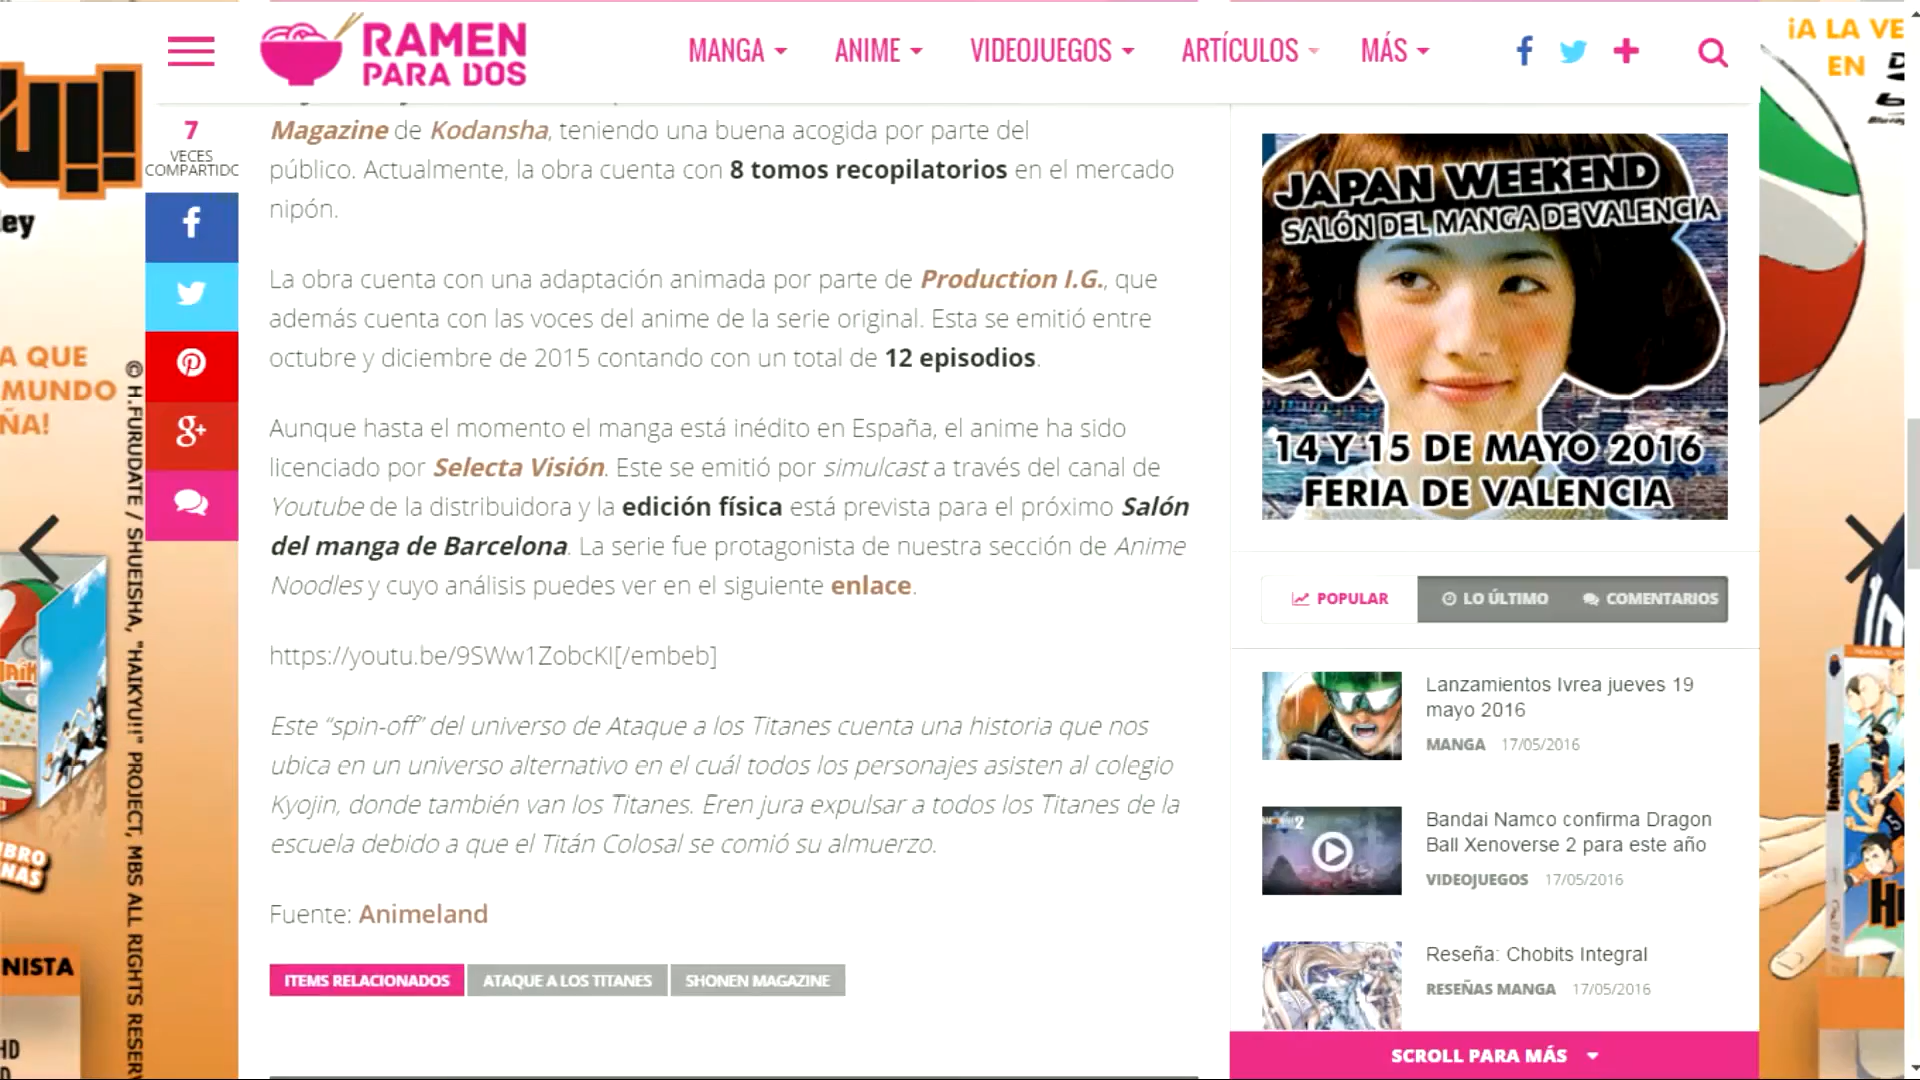 RAMEN
PARA DOS
MANGA
ANIME
VIDEOJUEGOS
ARTÍCULOS
MÁS
7
VECES
COMPARTIDO
Magazine de Kodansha, teniendo una buena acogida por parte del
público. Actualmente, la obra cuenta con 8 tomos recopilatorios en el mercado
nipón.
La obra cuenta con una adaptación animada por parte de Production I.G., que
además cuenta con las voces del anime de la serie original. Esta se emitió entre
octubre y diciembre de 2015 contando con un total de 12 episodios.
Aunque hasta el momento el manga está inédito en España, el anime ha sido
licenciado por Selecta Visión. Este se emitió por simulcast a través del canal de
Youtube de la distribuidora y la edición física está prevista para el próximo Salón
del manga de Barcelona. La serie fue protagonista de nuestra sección de Anime
Noodles y cuyo análisis puedes ver en el siguiente enlace.
https://youtu.be/9SWw1ZobcKI[/embeb]
Este “spin-off” del universo de Ataque a los Titanes cuenta una historia que nos
ubica en un universo alternativo en el cuál todos los personajes asisten al colegio
Kyojin, donde también van los Titanes. Eren jura expulsar a todos los Titanes de la
escuela debido a que el Titán Colosal se comió su almuerzo.
Fuente: Animeland
ITEMS RELACIONADOS
ATAQUE A LOS TITANES
SHONEN MAGAZINE
JAPAN WEEKEND
SALÓN DEL MANGA DE VALENCIA
14 Y 15 DE MAYO 2016
FERIA DE VALENCIA
POPULAR
LO ÚLTIMO
COMENTARIOS
Lanzamientos Ivrea jueves 19
mayo 2016
MANGA 17/05/2016
Bandai Namco confirma Dragon
Ball Xenoverse 2 para este año
VIDEOJUEGOS 17/05/2016
Reseña: Chobits Integral
RESEÑAS MANGA 17/05/2016
SCROLL PARA MÁS
A QUE
MUNDO
ÑA!
© H.FURUDATE / SHUEISHA, "HAIKYU!!" PROJECT, MBS ALL RIGHTS RESER
NISTA
HD
¡A LA VE
EN